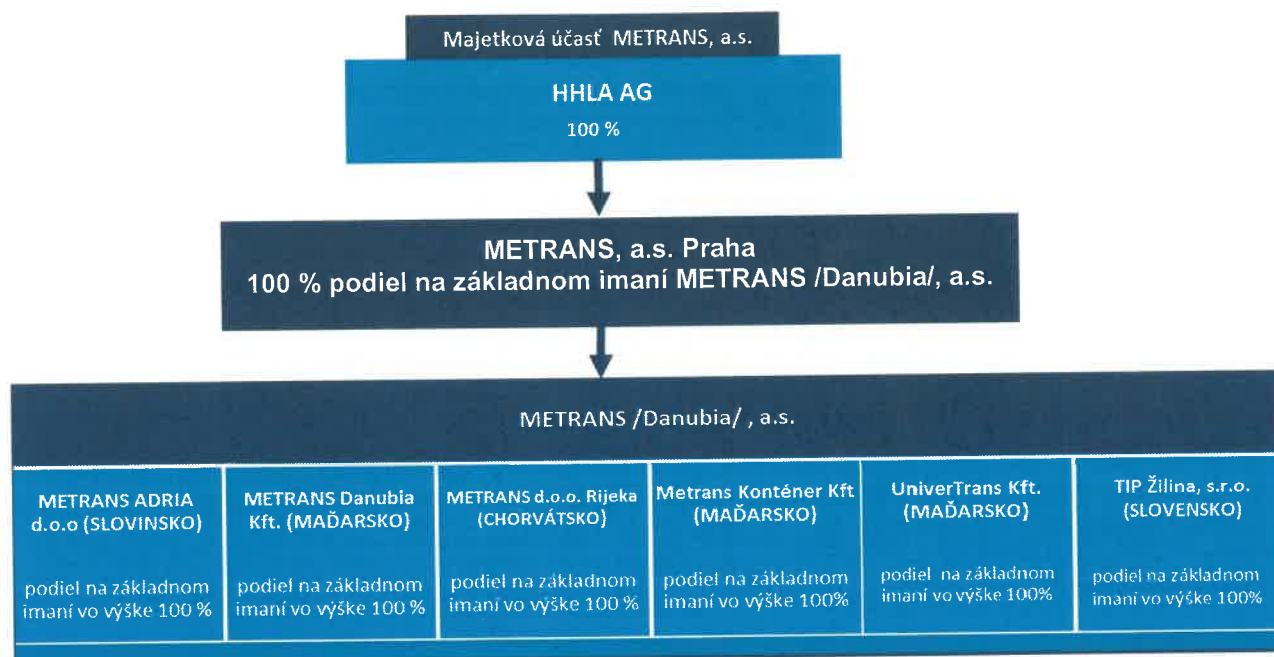 Majetková účasť METRANS, a.s.
HHLA AG
100 %
METRANS, a.s. Praha
100 % podiel na základnom imaní METRANS /Danubia/, a.s.
METRANS /Danubia/ , a.s.
METRANS ADRIA
d.o.o (SLOVINSKO)
podiel na základnom
imaní vo výške 100 %
METRANS Danubia
Kft. (MAĎARSKO)
podiel na základnom
imaní vo výške 100 %
METRANS d.o.o. Rijeka
(CHORVÁTSKO)
podiel na základnom
imaní vo výške 100 %
Metrans Konténer Kft
(MAĎARSKO)
podiel na základnom
imaní vo výške 100%
UniverTrans Kft.
(MAĎARSKO)
podiel na základnom
imaní vo výške 100%
TIP Žilina, s.r.o.
(SLOVENSKO)
podiel na základnom
imaní vo výške 100%